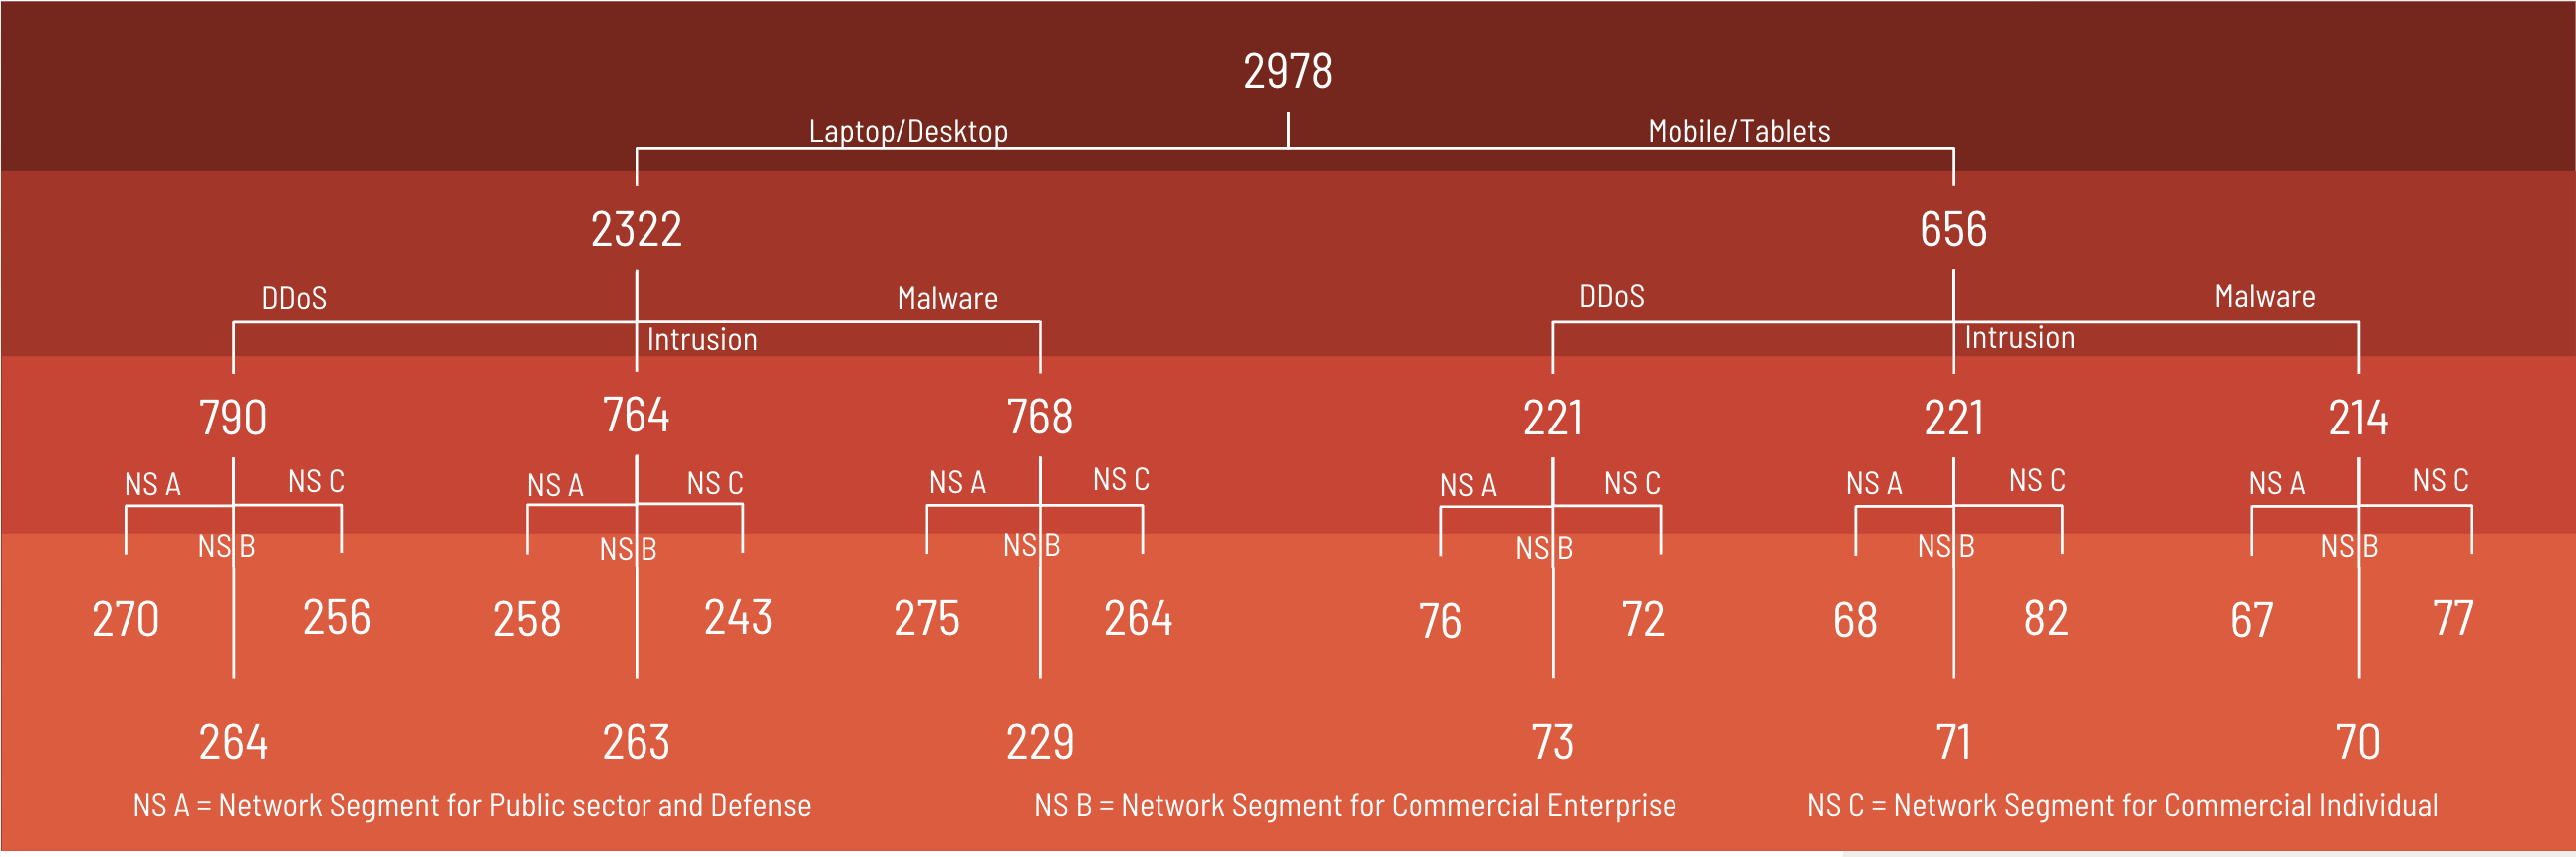 2978
Laptop/Desktop Mobile/Tablets
2322 656
DDoS Malware DDoS Malware
Intrusion Intrusion
790 764 768 221 221 214
NS A NS C NS A NS C NS A NS C NS A NS C NS A NS C NS A NS C
NS B NS B NS B NS B NS B NS B
270 256 258 243 275 264 76 72 68 82 67 77
264 263 229 73 71 70
NS A = Network Segment for Public sector and Defense NS B = Network Segment for Commercial Enterprise NS C = Network Segment for Commercial Individual